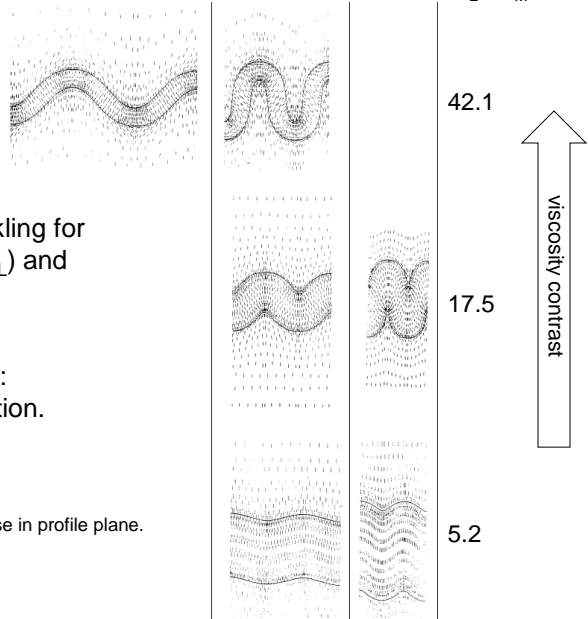 42.1
kling for
L) and
17.5
viscosity contrast
:
tion.
se in profile plane.
5.2